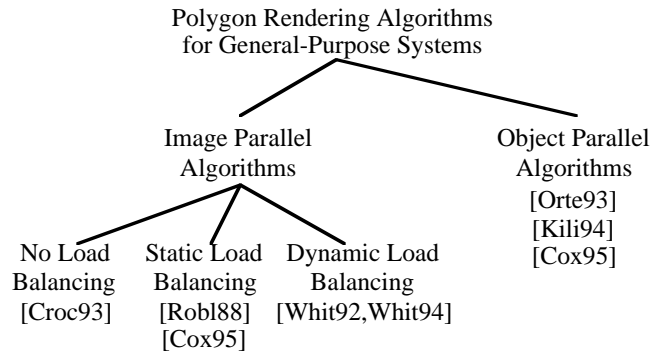 Polygon Rendering Algorithms
for General-Purpose Systems
Image Parallel
Algorithms
Object Parallel
Algorithms
[Orte93]
[Kili94]
[Cox95]
No Load
Balancing
[Croc93]
Static Load
Balancing
[Robl88]
[Cox95]
Dynamic Load
Balancing
[Whit92,Whit94]